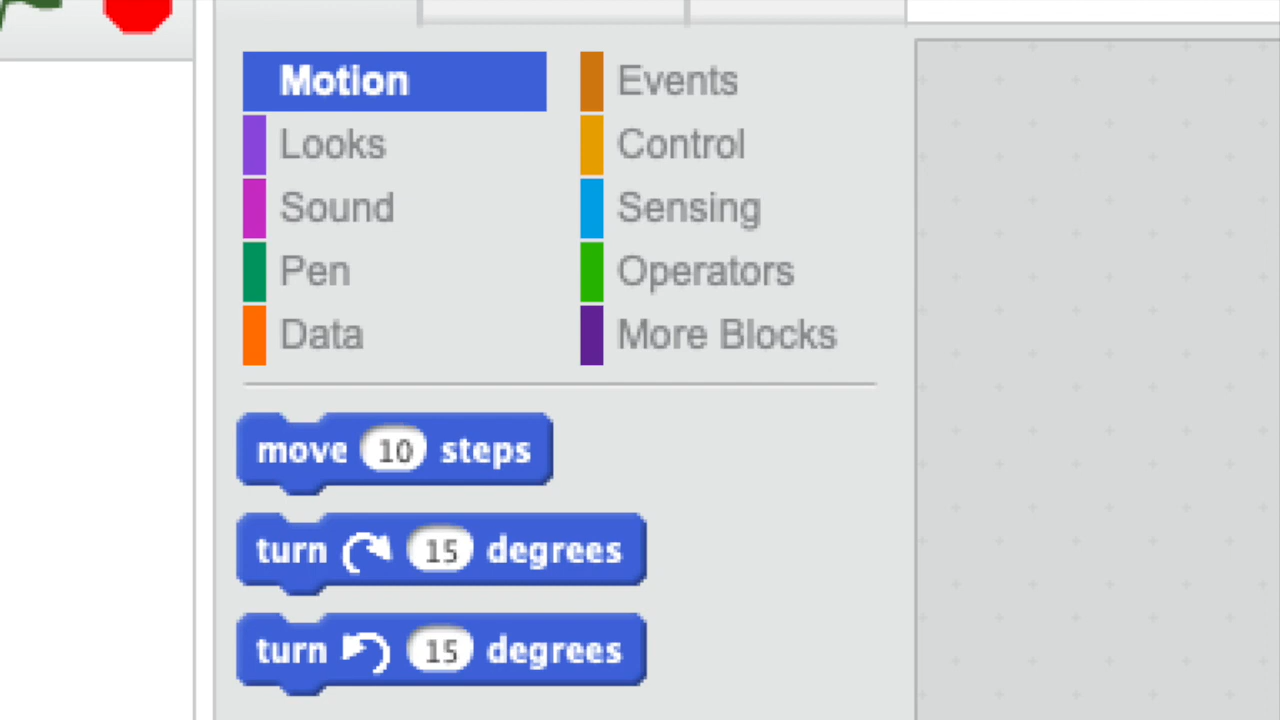 Motion
Looks
Sound
Pen
Data
Events
Control
Sensing
Operators
More Blocks
move 10 steps
turn 15 degrees
turn 15 degrees